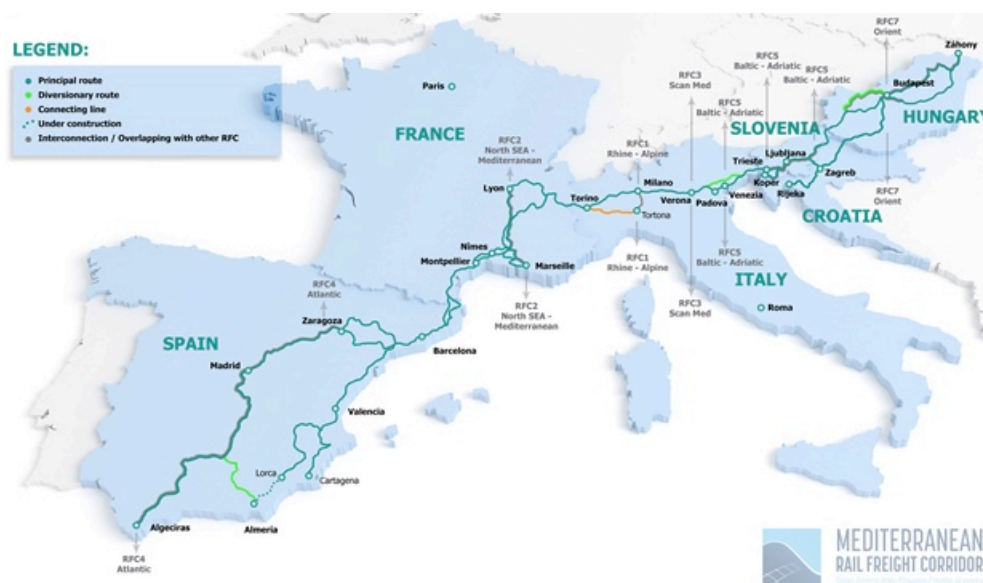 LEGEND:
Principal route
Diversionary route
Connecting line
Under construction
Interconnection / Overlapping with other RFC
RFC7
Orient
Záhony
RFC5
Baltic - Adriatic
RFC5
Baltic - Adriatic
RFC3
Scan Med
RFC5
Baltic - Adriatic
Budapest
HUNGARY
Paris
FRANCE
SLOVENIA
RFC2
North SEA -
Mediterranean
RFC1
Rhine - Alpine
Ljubljana
Trieste
Koper
Zagreb
Rijeka
RFC7
Orient
CROATIA
Lyon
Torino
Milano
Verona
Padova
Venezia
Tortona
Nîmes
Montpellier
Marseille
RFC1
Rhine - Alpine
RFC5
Baltic - Adriatic
ITALY
RFC4
Atlantic
RFC2
North SEA -
Mediterranean
RFC3
Scan Med
Roma
Zaragoza
SPAIN
Barcelona
Madrid
Valencia
Lorca
Cartagena
Algeciras
Almería
RFC4
Atlantic
MEDITERRANEAN
RAIL FREIGHT CORRIDOR